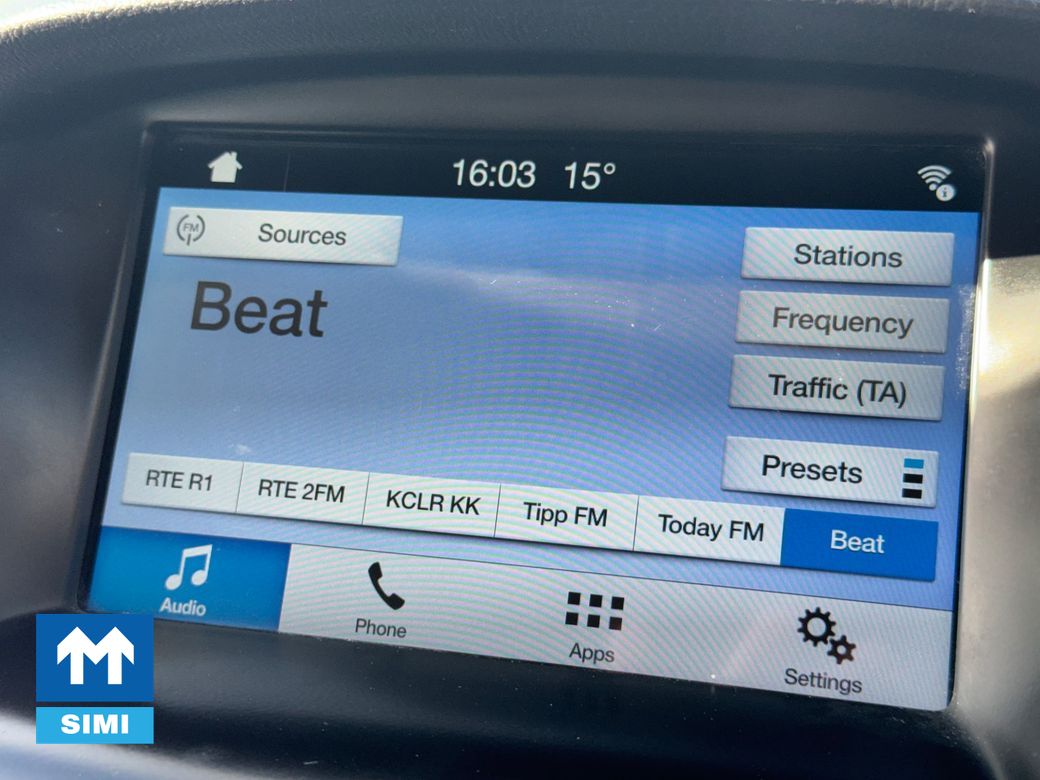 16:03 15°
FM Sources
Stations
Beat
Frequency
Traffic (TA)
Presets
RTE R1 RTE 2FM KCLR KK Tipp FM Today FM Beat
Audio Phone Apps Settings
SIMI